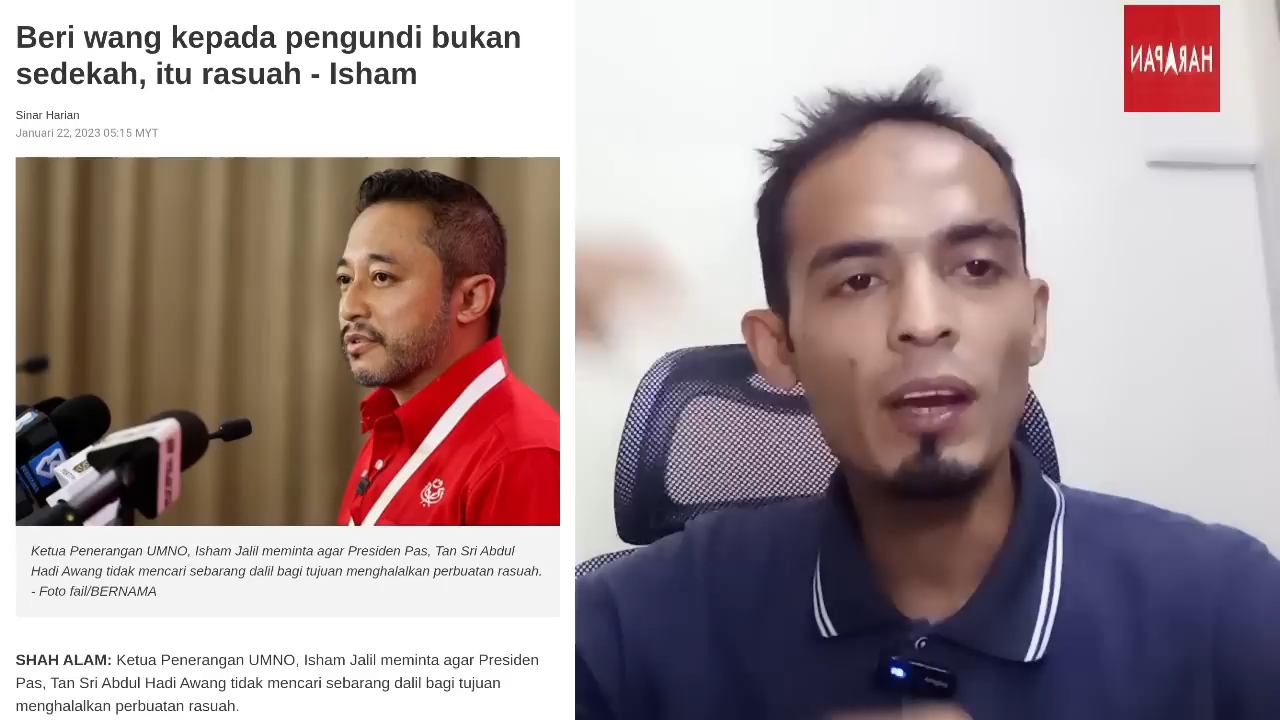 Beri wang kepada pengundi bukan
sedekah, itu rasuah - Isham
Sinar Harian
Januari 22, 2023 05:15 MYT
Ketua Penerangan UMNO, Isham Jalil meminta agar Presiden Pas, Tan Sri Abdul
Hadi Awang tidak mencari sebarang dalil bagi tujuan menghalalkan perbuatan rasuah.
- Foto fail/BERNAMA
SHAH ALAM: Ketua Penerangan UMNO, Isham Jalil meminta agar Presiden
Pas, Tan Sri Abdul Hadi Awang tidak mencari sebarang dalil bagi tujuan
menghalalkan perbuatan rasuah.
HARAPAN